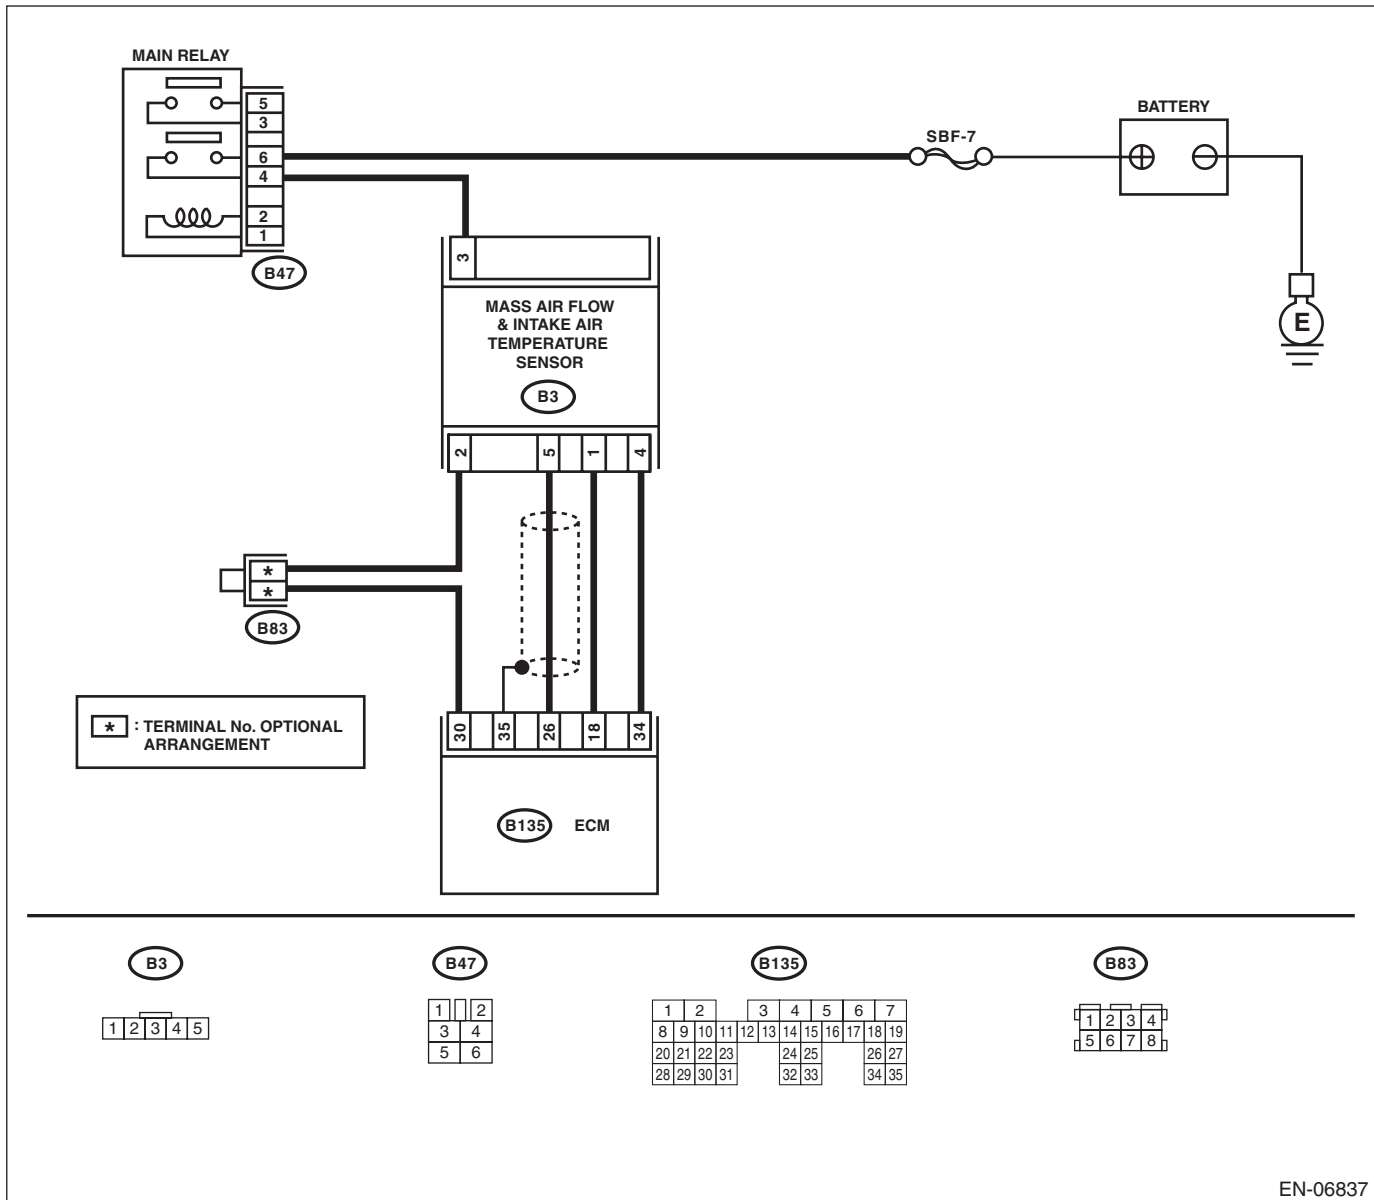 MAIN RELAY
5
3
6
4
2
1
B47
SBF-7
BATTERY
E
3
MASS AIR FLOW
& INTAKE AIR
TEMPERATURE
SENSOR
B3
2 5 1 4
*
*
B83
* : TERMINAL No. OPTIONAL
ARRANGEMENT
30 35 26 18 34
B135 ECM
B3
1 2 3 4 5
B47
1 2
3 4
5 6
B135
1 2 3 4 5 6 7
8 9 10 11 12 13 14 15 16 17 18 19
20 21 22 23 24 25 26 27
28 29 30 31 32 33 34 35
B83
1 2 3 4
5 6 7 8
EN-06837